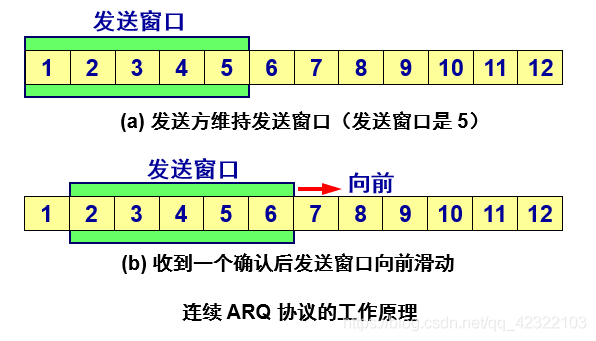 发送窗口
1 2 3 4 5 6 7 8 9 10 11 12
(a) 发送方维持发送窗口（发送窗口是 5）
发送窗口
向前
1 2 3 4 5 6 7 8 9 10 11 12
(b) 收到一个确认后发送窗口向前滑动
连续 ARQ 协议的工作原理
https://blog.csdn.net/qq_42322103